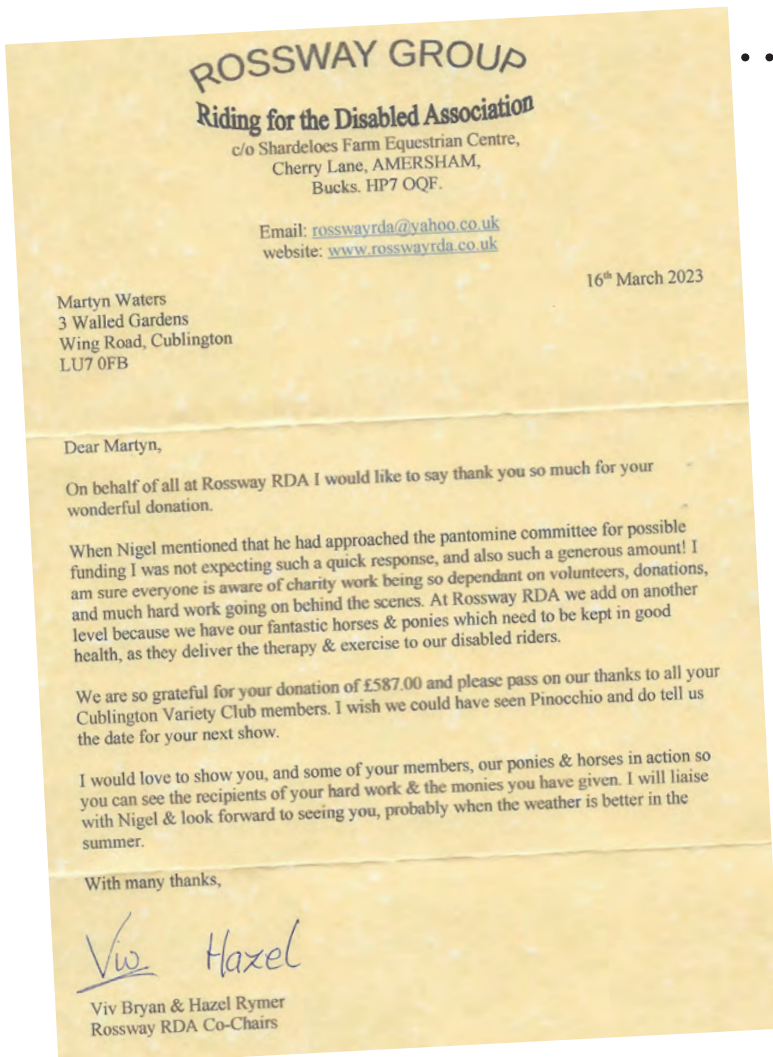 ROSSWAY GROUP
Riding for the Disabled Association
c/o Shardeloes Farm Equestrian Centre,
Cherry Lane, AMERSHAM,
Bucks. HP7 OQF.
Email: rosswayrda@yahoo.co.uk
website: www.rosswayrda.co.uk
16th March 2023
Martyn Waters
3 Walled Gardens
Wing Road, Cublington
LU7 0FB
Dear Martyn,
On behalf of all at Rossway RDA I would like to say thank you so much for your
wonderful donation.
When Nigel mentioned that he had approached the pantomine committee for possible
funding I was not expecting such a quick response, and also such a generous amount! I
am sure everyone is aware of charity work being so dependant on volunteers, donations,
and much hard work going on behind the scenes. At Rossway RDA we add on another
level because we have our fantastic horses & ponies which need to be kept in good
health, as they deliver the therapy & exercise to our disabled riders.
We are so grateful for your donation of £587.00 and please pass on our thanks to all your
Cublington Variety Club members. I wish we could have seen Pinocchio and do tell us
the date for your next show.
I would love to show you, and some of your members, our ponies & horses in action so
you can see the recipients of your hard work & the monies you have given. I will liaise
with Nigel & look forward to seeing you, probably when the weather is better in the
summer.
With many thanks,
Viv Hazel
Viv Bryan & Hazel Rymer
Rossway RDA Co-Chairs